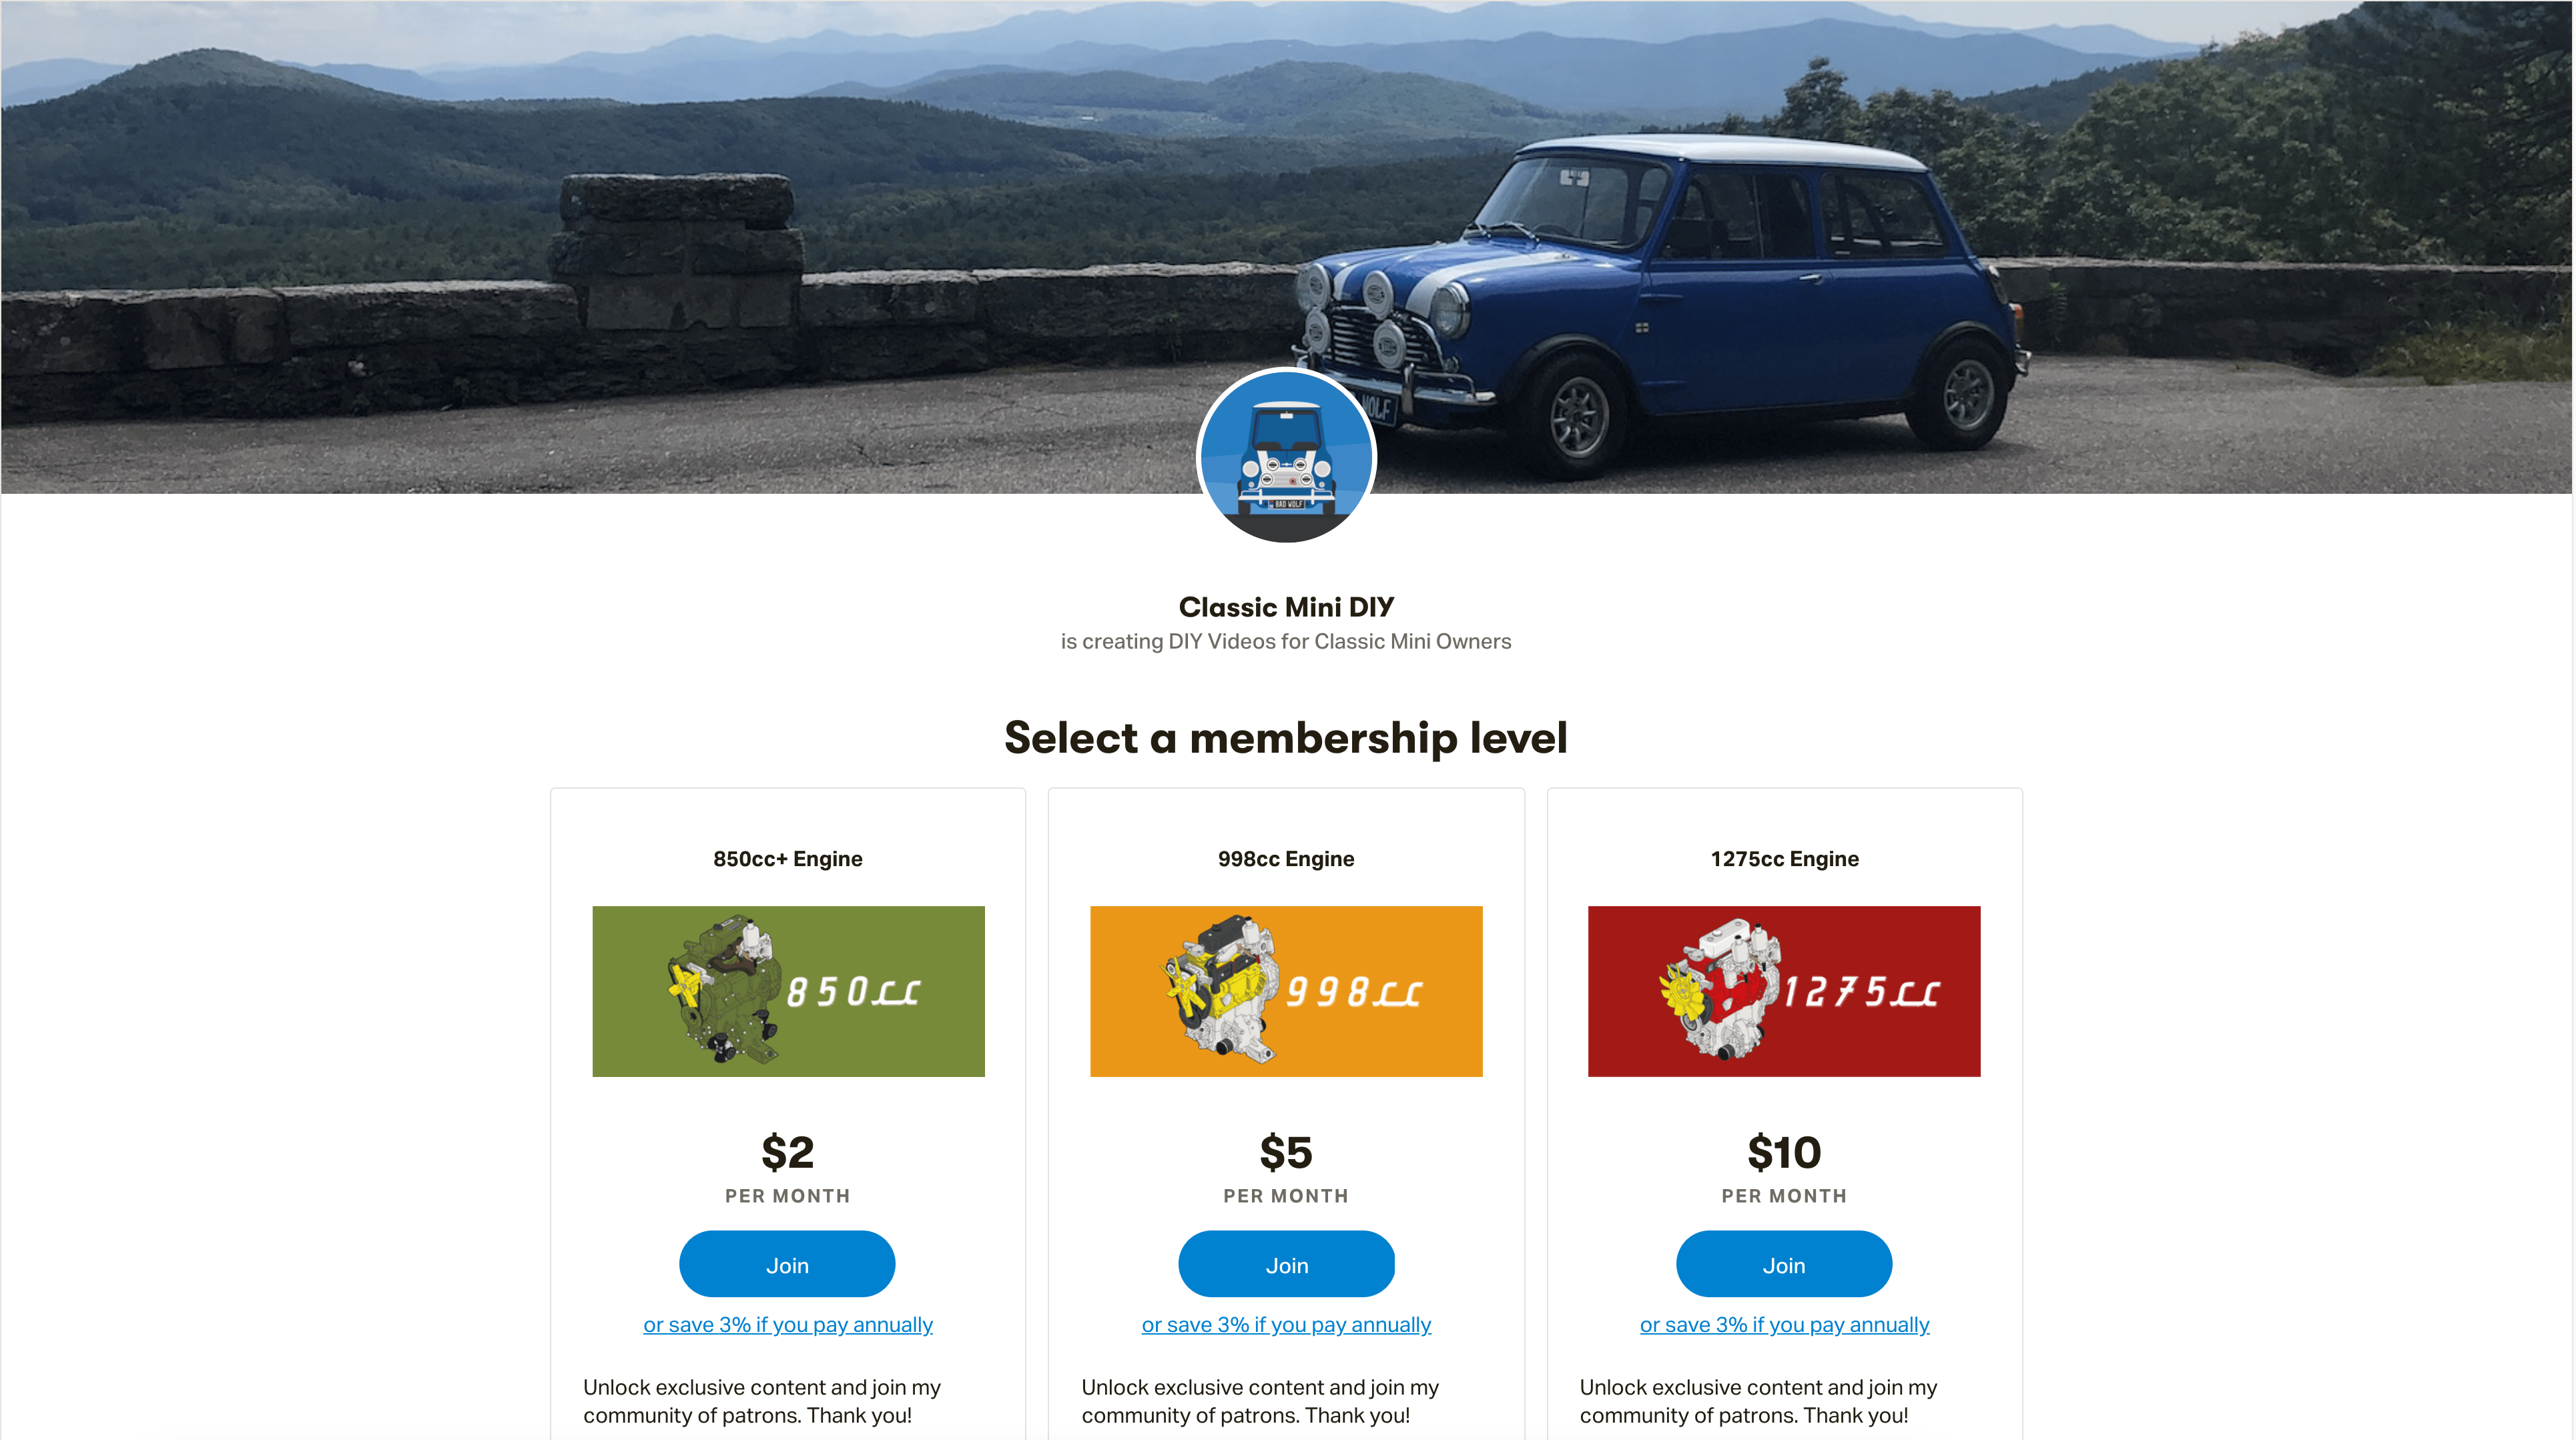 WOLF
BAD WOLF
Classic Mini DIY
is creating DIY Videos for Classic Mini Owners
Select a membership level
850cc+ Engine
850cc
$2
PER MONTH
Join
or save 3% if you pay annually
Unlock exclusive content and join my
community of patrons. Thank you!
998cc Engine
998cc
$5
PER MONTH
Join
or save 3% if you pay annually
Unlock exclusive content and join my
community of patrons. Thank you!
1275cc Engine
1275cc
$10
PER MONTH
Join
or save 3% if you pay annually
Unlock exclusive content and join my
community of patrons. Thank you!